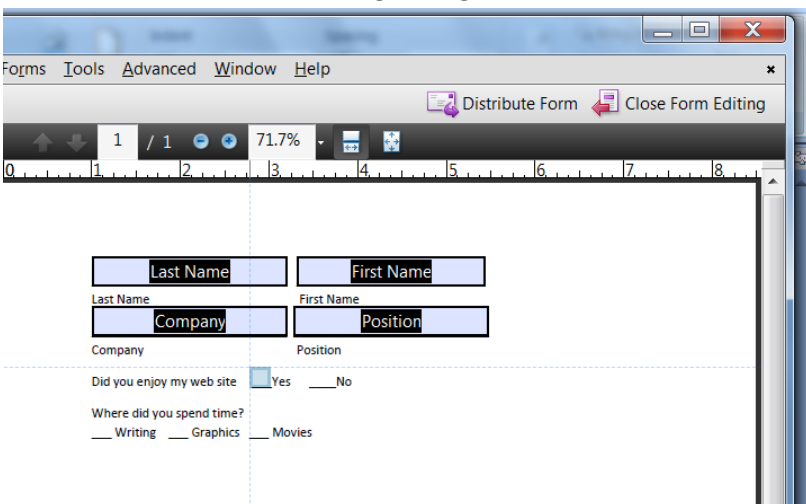 Forms Tools Advanced Window Help
Distribute Form Close Form Editing
1 / 1 71.7%
0 1 2 3 4 5 6 7 8
Last Name First Name
Last Name First Name
Company Position
Company Position
Did you enjoy my web site ___Yes ____No
Where did you spend time?
___ Writing ___ Graphics ___ Movies